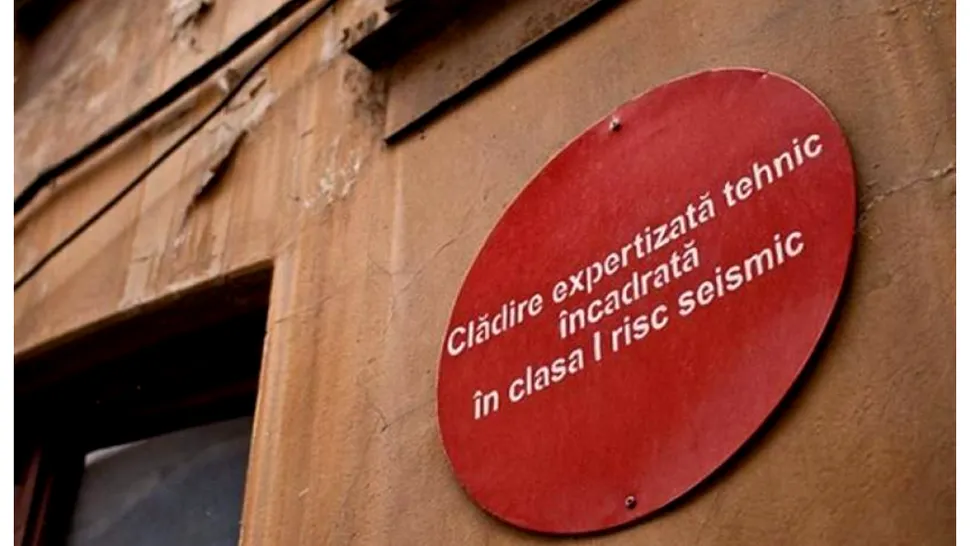 Clădire expertizată tehnic
încadrată
în clasa I risc seismic